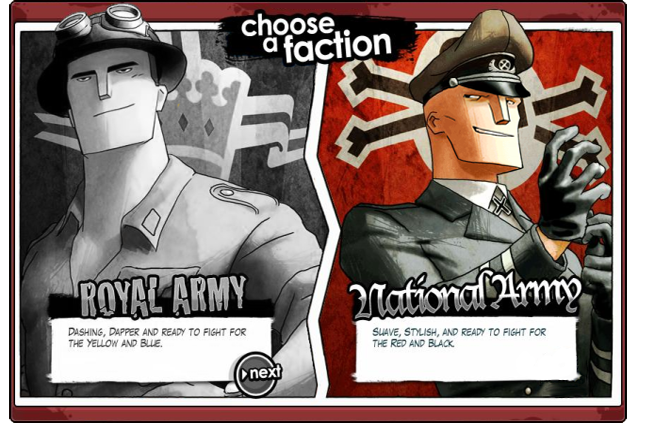 choose
a faction
ROYAL ARMY
DASHING, DAPPER AND READY TO FIGHT FOR
THE YELLOW AND BLUE.
next
National Army
SUAVE, STYLISH, AND READY TO FIGHT FOR
THE RED AND BLACK.